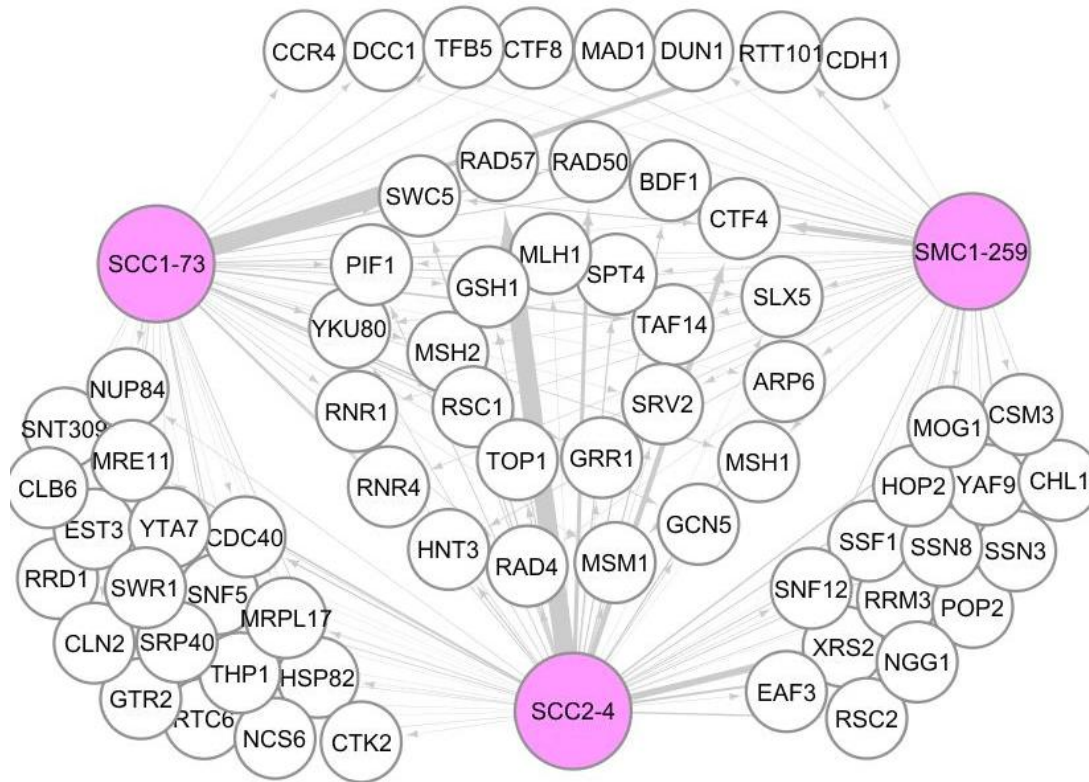 CCR4
DCC1
TFB5
CTF8
MAD1
DUN1
RTT101
CDH1
RAD57
RAD50
BDF1
SWC5
CTF4
SCC1-73
SMC1-259
PIF1
MLH1
SPT4
GSH1
SLX5
YKU80
TAF14
MSH2
ARP6
NUP84
RNR1
RSC1
SRV2
SNT309
MRE11
TOP1
GRR1
MSH1
MOG1
CSM3
CLB6
RNR4
HOP2
YAF9
CHL1
EST3
YTA7
CDC40
GCN5
HNT3
RAD4
MSM1
SSF1
SSN8
SSN3
RRD1
SWR1
SNF5
SNF12
RRM3
POP2
MRPL17
CLN2
SRP40
XRS2
NGG1
THP1
HSP82
GTR2
EAF3
RTC6
NCS6
CTK2
SCC2-4
RSC2